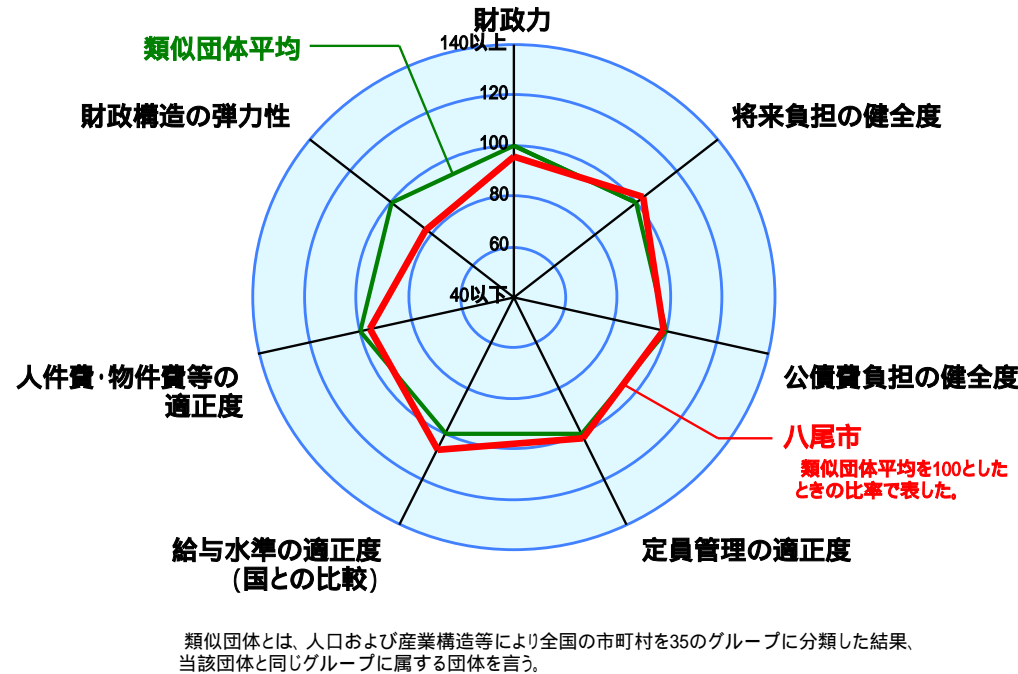 財政力
140以上
類似団体平均
120
財政構造の弾力性
将来負担の健全度
100
80
60
40以下
人件費・物件費等の
適正度
公債費負担の健全度
八尾市
類似団体平均を100とした
ときの比率で表した。
給与水準の適正度
(国との比較)
定員管理の適正度
類似団体とは、人口および産業構造等により全国の市町村を35のグループに分類した結果、
当該団体と同じグループに属する団体を言う。